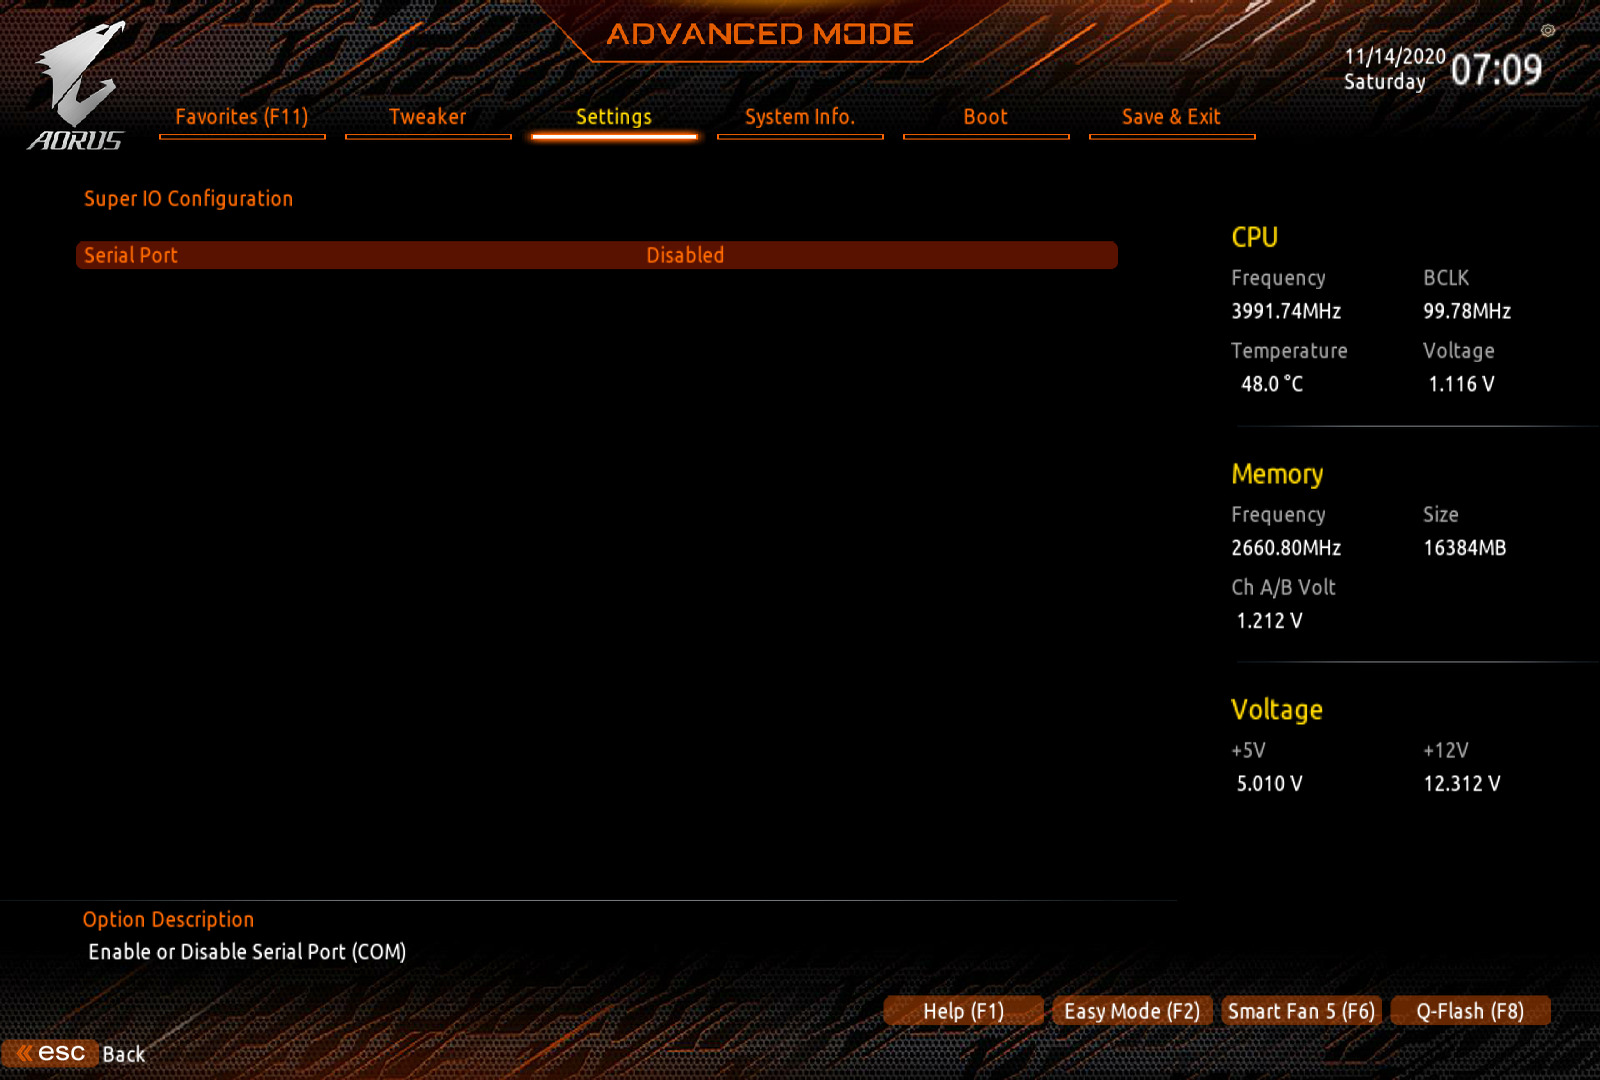 ADVANCED MODE
11/14/2020
Saturday
07:09
AORUS
Favorites (F11) Tweaker Settings System Info. Boot Save & Exit
Super IO Configuration
Serial Port Disabled
CPU
Frequency BCLK
3991.74MHz 99.78MHz
Temperature Voltage
48.0 °C 1.116 V
Memory
Frequency Size
2660.80MHz 16384MB
Ch A/B Volt
1.212 V
Voltage
+5V +12V
5.010 V 12.312 V
Option Description
Enable or Disable Serial Port (COM)
Help (F1) Easy Mode (F2) Smart Fan 5 (F6) Q-Flash (F8)
esc Back